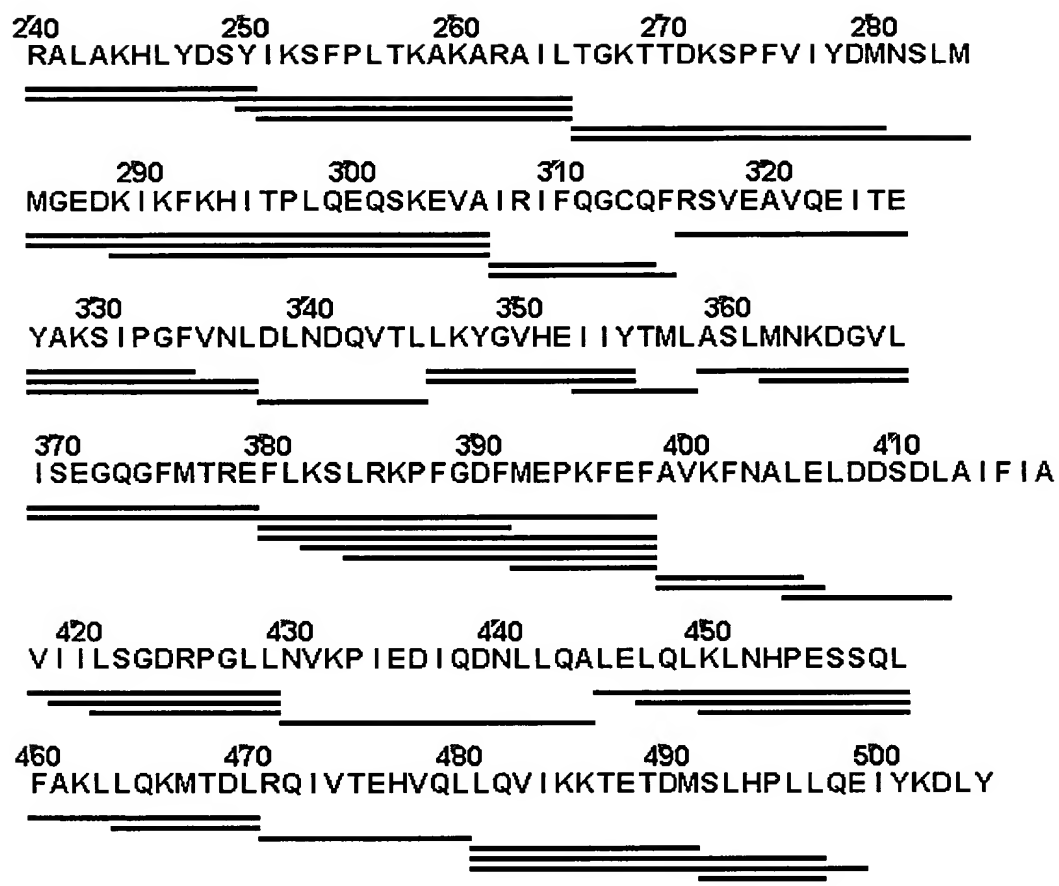 240 250 260 270 280
RALAKHLYDSYIKSFPLTKAKARAILTGKTTDKSPFVIYDMNSLM
290 300 310 320
MGEDKIKFKHITPLQEQSKEVAIRIFQGCQFRSVEAVQEITE
330 340 350 360
YAKSIPGFVNLDLNDQVTLLKYGVHEIIYTMLASLMNKDGVL
370 380 390 400 410
ISEGQGFMTREFLKSLRKPFGDFMEPKFEFAVKFNALELDDSDLAIFIA
420 430 440 450
VIILSGDRPGLLNVKPIEDIQDNLLQALELQLKLNHPESSQL
460 470 480 490 500
FAKLLQKMTDLRQIVTEHVQLLQVIKKTETDMSLHPLLQEIYKDLY